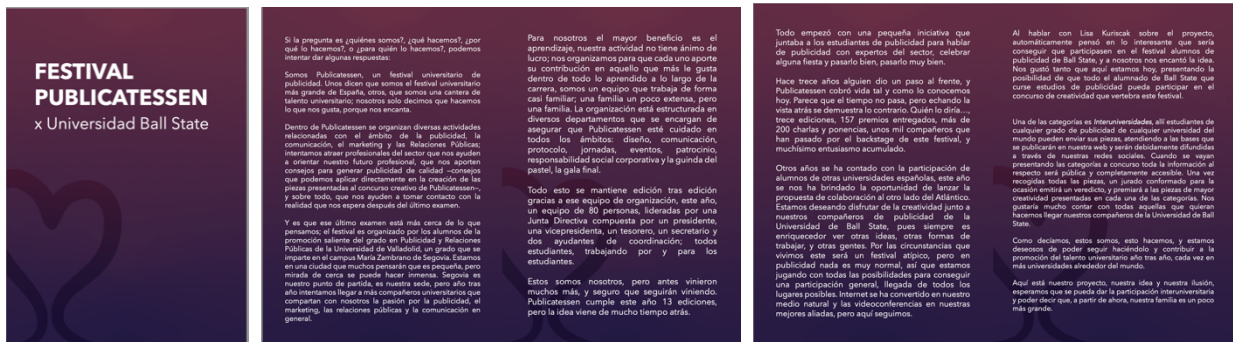 FESTIVAL
PUBLICATESSEN
x Universidad Ball State
Si la pregunta es ¿quiénes somos?, ¿qué hacemos?, ¿por
qué lo hacemos?, o ¿para quién lo hacemos?, podemos
intentar dar algunas respuestas:
Somos Publicatessen, un festival universitario de
publicidad. Unos dicen que somos el festival universitario
más grande de España, otros, que somos una cantera de
talento universitario; nosotros solo decimos que hacemos
lo que nos gusta, porque nos encanta.
Dentro de Publicatessen se organizan diversas actividades
relacionadas con el ámbito de la publicidad, la
comunicación, el marketing y las Relaciones Públicas;
intentamos atraer profesionales del sector que nos ayuden
a orientar nuestro futuro profesional, que nos aporten
consejos para generar publicidad de calidad –consejos
que podemos aplicar directamente en la creación de las
piezas presentadas al concurso creativo de Publicatessen–,
y sobre todo, que nos ayuden a tomar contacto con la
realidad que nos espera después del último examen.
Y es que ese último examen está más cerca de lo que
pensamos; el festival es organizado por los alumnos de la
promoción saliente del grado en Publicidad y Relaciones
Públicas de la Universidad de Valladolid, un grado que se
imparte en el campus María Zambrano de Segovia. Estamos
en una ciudad que muchos pensarán que es pequeña, pero
mirada de cerca se puede hacer inmensa. Segovia es
nuestro punto de partida, es nuestra sede, pero año tras
año intentamos llegar a más compañeros universitarios que
compartan con nosotros la pasión por la publicidad, el
marketing, las relaciones públicas y la comunicación en
general.
Para nosotros el mayor beneficio es el
aprendizaje, nuestra actividad no tiene ánimo de
lucro; nos organizamos para que cada uno aporte
su contribución en aquello que más le gusta
dentro de todo lo aprendido a lo largo de la
carrera, somos un equipo que trabaja de forma
casi familiar; una familia un poco extensa, pero
una familia. La organización está estructurada en
diversos departamentos que se encargan de
asegurar que Publicatessen esté cuidado en
todos los ámbitos: diseño, comunicación,
protocolo, jornadas, eventos, patrocinio,
responsabilidad social corporativa y la guinda del
pastel, la gala final.
Todo esto se mantiene edición tras edición
gracias a ese equipo de organización, este año,
un equipo de 80 personas, lideradas por una
Junta Directiva compuesta por un presidente,
una vicepresidenta, un tesorero, un secretario y
dos ayudantes de coordinación; todos
estudiantes, trabajando por y para los
estudiantes.
Estos somos nosotros, pero antes vinieron
muchos más, y seguro que seguirán viniendo.
Publicatessen cumple este año 13 ediciones,
pero la idea viene de mucho tiempo atrás.
Todo empezó con una pequeña iniciativa que
juntaba a los estudiantes de publicidad para hablar
de publicidad con expertos del sector, celebrar
alguna fiesta y pasarlo bien, pasarlo muy bien.
Hace trece años alguien dio un paso al frente, y
Publicatessen cobró vida tal y como lo conocemos
hoy. Parece que el tiempo no pasa, pero echando la
vista atrás se demuestra lo contrario. Quién lo diría...,
trece ediciones, 157 premios entregados, más de
200 charlas y ponencias, unos mil compañeros que
han pasado por el backstage de este festival, y
muchísimo entusiasmo acumulado.
Otros años se ha contado con la participación de
alumnos de otras universidades españolas, este año
se nos ha brindado la oportunidad de lanzar la
propuesta de colaboración al otro lado del Atlántico.
Estamos deseando disfrutar de la creatividad junto a
nuestros compañeros de publicidad de la
Universidad de Ball State, pues siempre es
enriquecedor ver otras ideas, otras formas de
trabajar, y otras gentes. Por las circunstancias que
vivimos este será un festival atípico, pero en
publicidad nada es muy normal, así que estamos
jugando con todas las posibilidades para conseguir
una participación general, llegada de todos los
lugares posibles. Internet se ha convertido en nuestro
medio natural y las videoconferencias en nuestras
mejores aliadas, pero aquí seguimos.
Al hablar con Lisa Kuriscak sobre el proyecto,
automáticamente pensó en lo interesante que sería
conseguir que participasen en el festival alumnos de
publicidad de Ball State, y a nosotros nos encantó la idea.
Nos gustó tanto que aquí estamos hoy, presentando la
posibilidad de que todo el alumnado de Ball State que
curse estudios de publicidad pueda participar en el
concurso de creatividad que vertebra este festival.
Una de las categorías es Interuniversidades, allí estudiantes de
cualquier grado de publicidad de cualquier universidad del
mundo pueden enviar sus piezas, atendiendo a las bases que
se publicarán en nuestra web y serán debidamente difundidas
a través de nuestras redes sociales. Cuando se vayan
presentando las categorías a concurso toda la información al
respecto será pública y completamente accesible. Una vez
recogidas todas las piezas, un jurado conformado para la
ocasión emitirá un veredicto, y premiará a las piezas de mayor
creatividad presentadas en cada una de las categorías. Nos
gustaría mucho contar con todas aquellas que quieran
hacernos llegar nuestros compañeros de la Universidad de Ball
State.
Como decíamos, estos somos, esto hacemos, y estamos
deseosos de poder seguir haciéndolo y contribuir a la
promoción del talento universitario año tras año, cada vez en
más universidades alrededor del mundo.
Aquí está nuestro proyecto, nuestra idea y nuestra ilusión,
esperamos que se pueda dar la participación interuniversitaria
y poder decir que, a partir de ahora, nuestra familia es un poco
más grande.